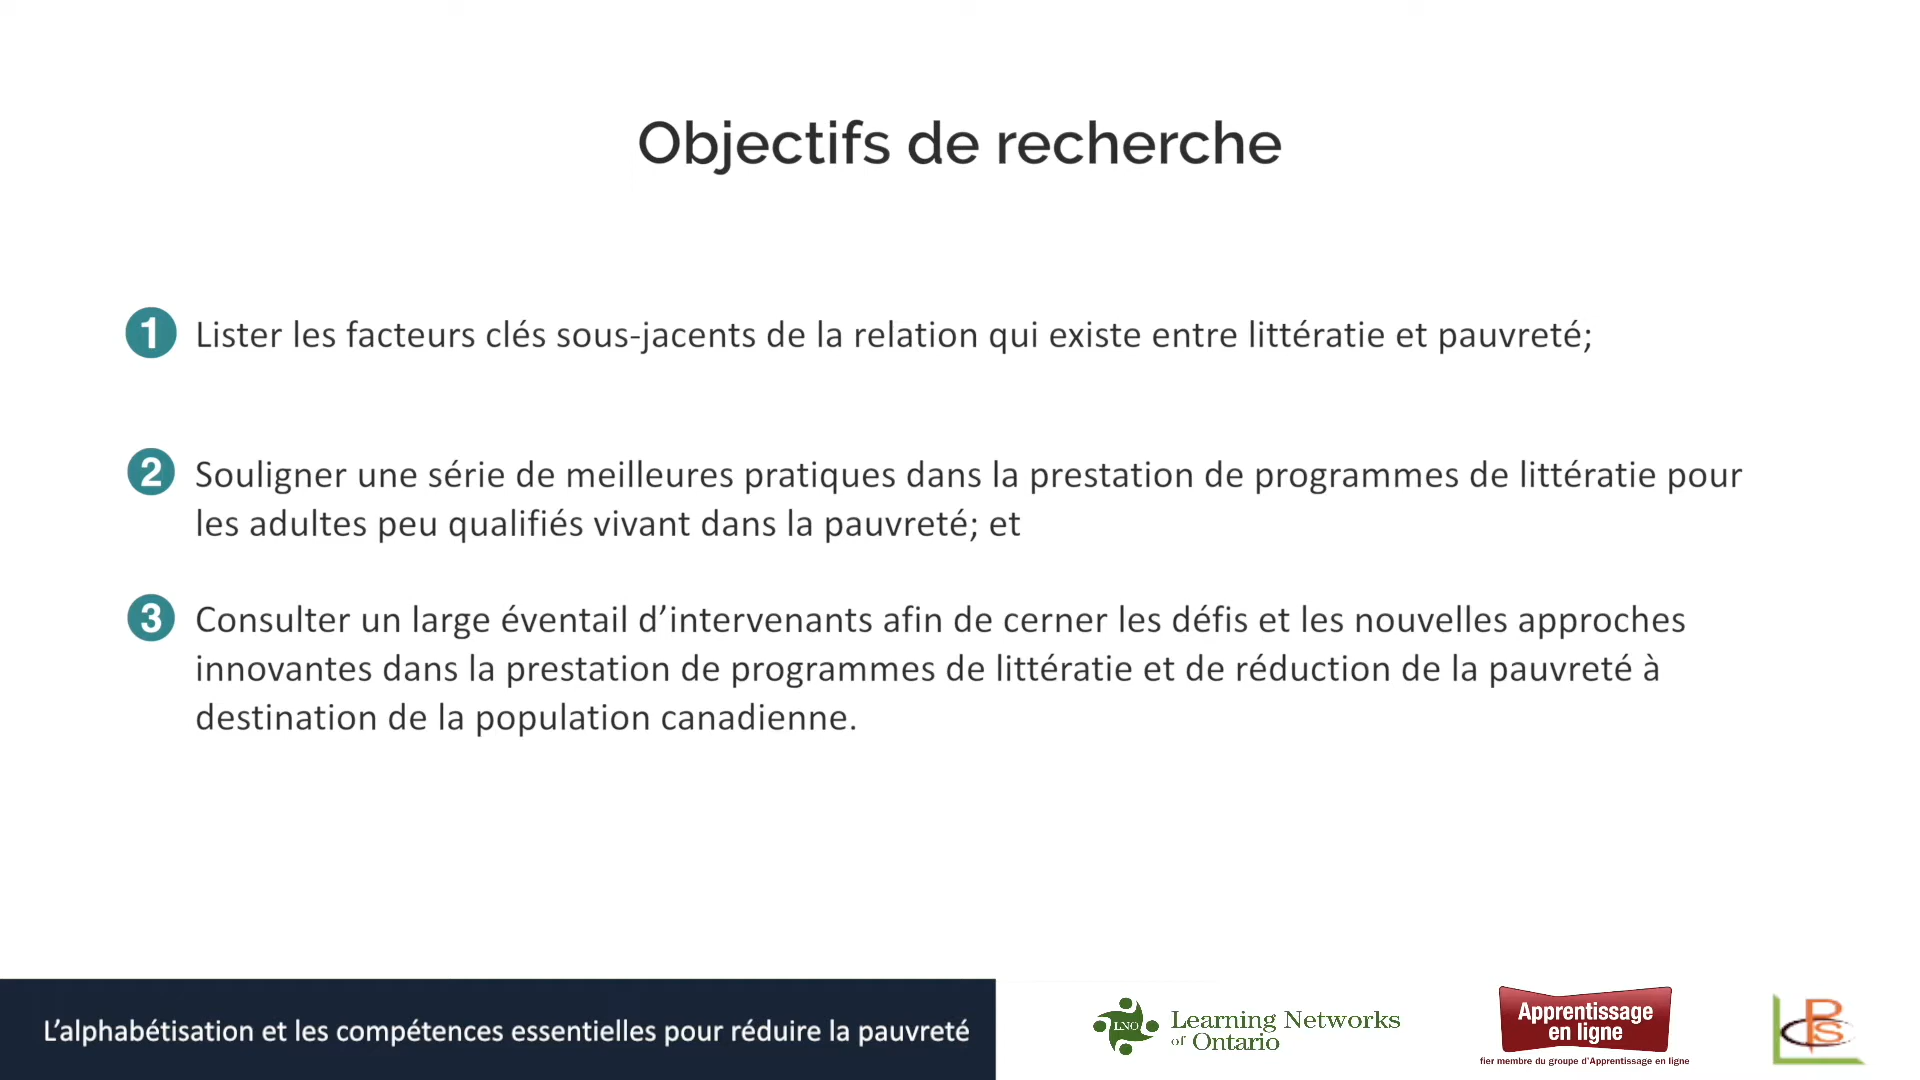 Objectifs de recherche
1 Lister les facteurs clés sous-jacents de la relation qui existe entre littératie et pauvreté;
2 Souligner une série de meilleures pratiques dans la prestation de programmes de littératie pour
les adultes peu qualifiés vivant dans la pauvreté; et
3 Consulter un large éventail d’intervenants afin de cerner les défis et les nouvelles approches
innovantes dans la prestation de programmes de littératie et de réduction de la pauvreté à
destination de la population canadienne.
L’alphabétisation et les compétences essentielles pour réduire la pauvreté
LNO
Learning Networks
of Ontario
Apprentissage
en ligne
fier membre du groupe d’Apprentissage en ligne